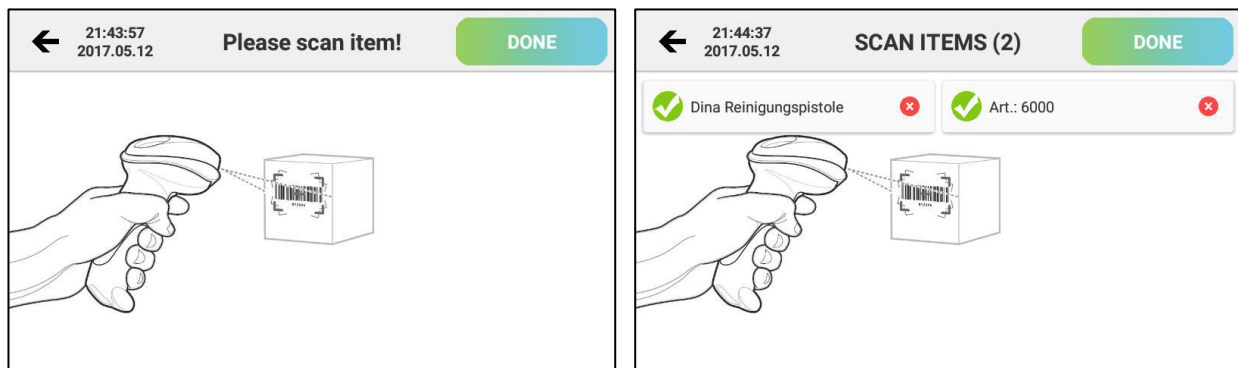 21:43:57
2017.05.12
Please scan item!
DONE
21:44:37
2017.05.12
SCAN ITEMS (2)
DONE
Dina Reinigungspistole
Art.: 6000